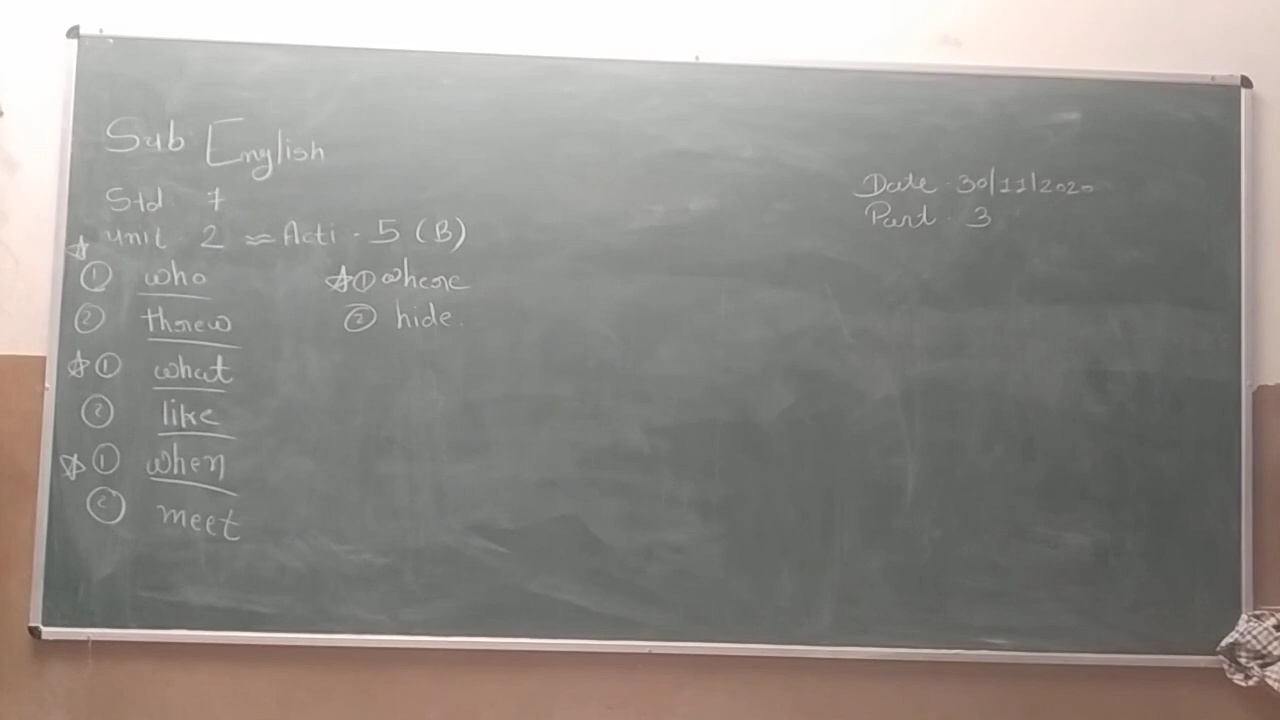 Sub English
Std 7
Date 30/11/2020
Part 3
☆ unit 2 ≈ Acti - 5 (B)
① who
② threw
☆ ① what
② like
☆ ① when
② meet
☆ ① where
② hide.